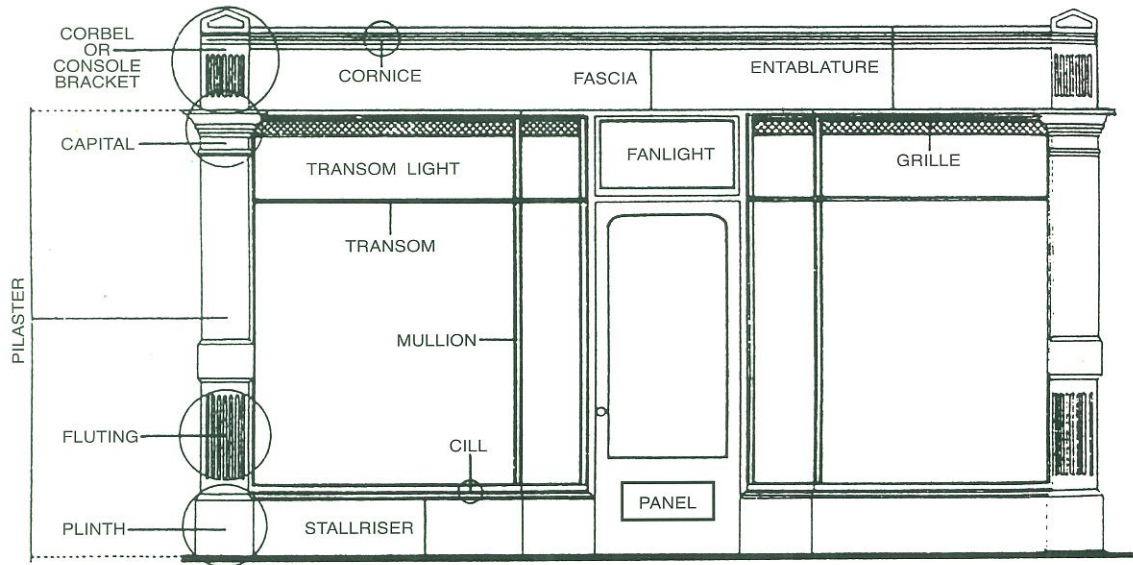 CORBEL
OR
CONSOLE
BRACKET
CORNICE
FASCIA
ENTABLATURE
CAPITAL
TRANSOM LIGHT
FANLIGHT
GRILLE
TRANSOM
PILASTER
MULLION
FLUTING
CILL
PANEL
PLINTH
STALLRISER